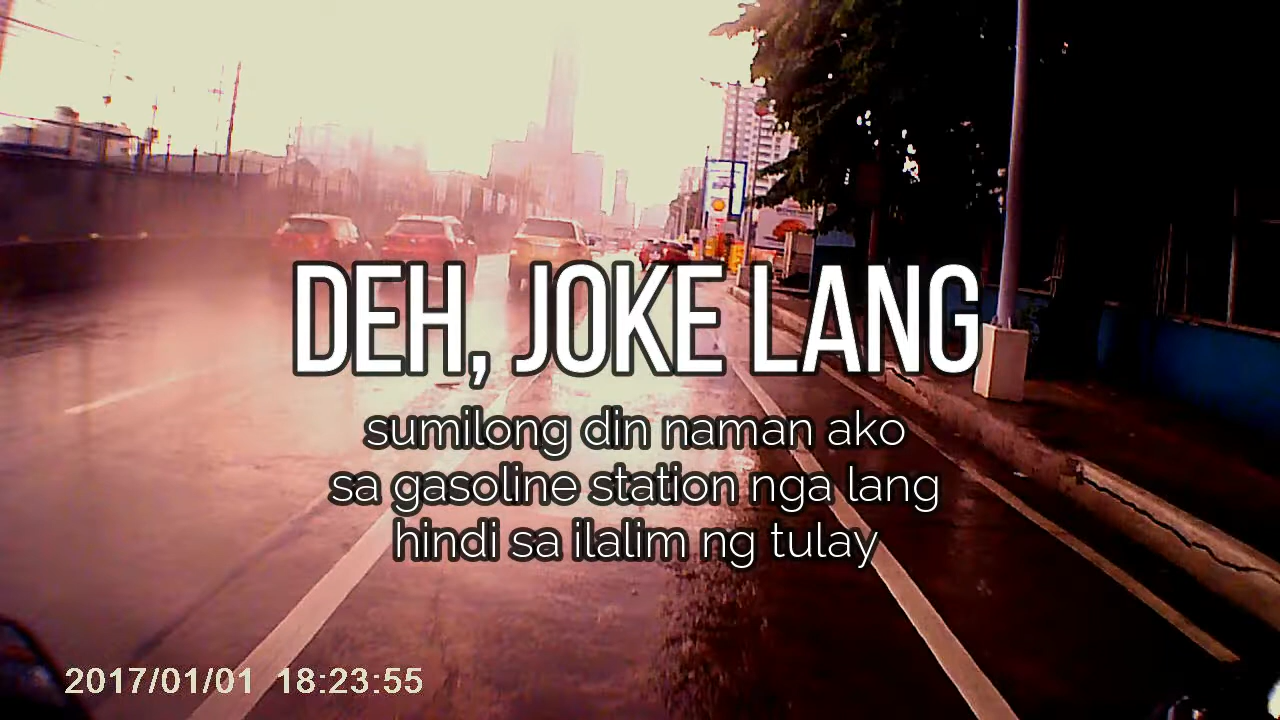 DEH, JOKE LANG
sumilong din naman ako
sa gasoline station nga lang
hindi sa ilalim ng tulay
2017/01/01 18:23:55